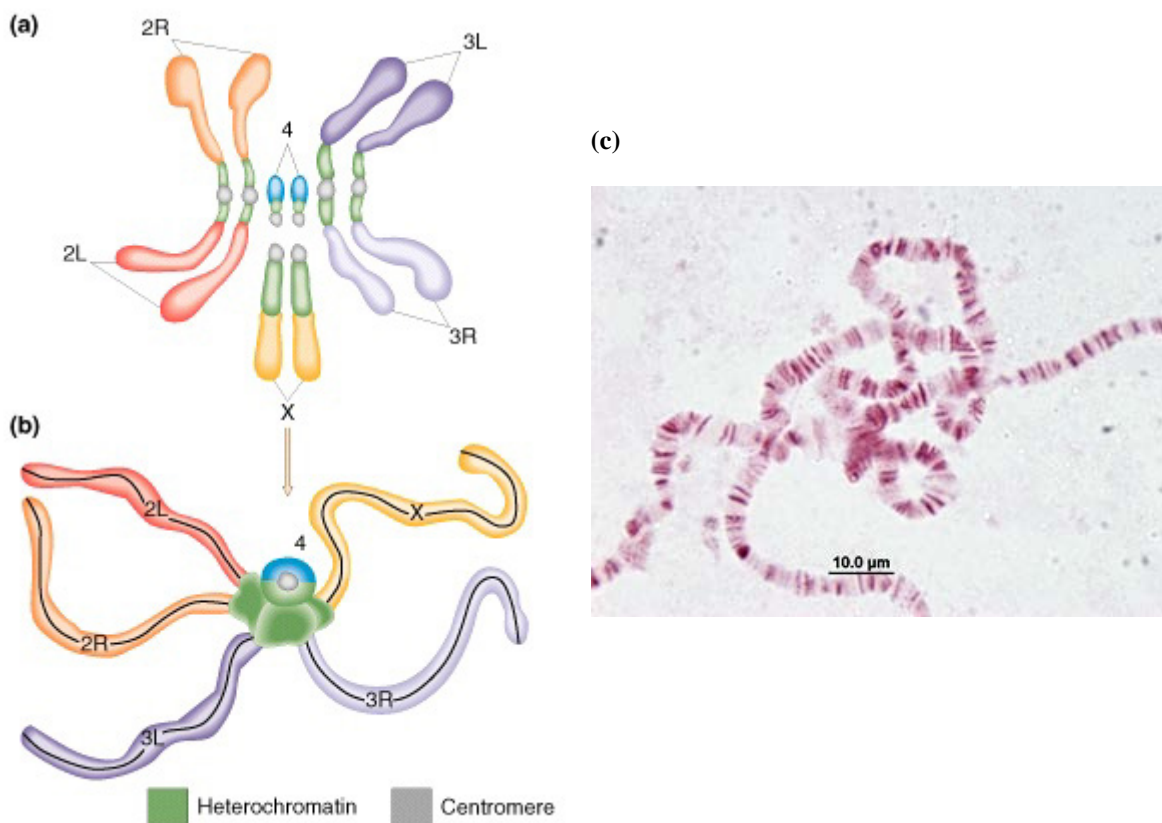 (a)
2R
3L
4
2L
3R
X
(b)
2L
X
4
2R
3R
3L
Heterochromatin
Centromere
(c)
10.0 µm